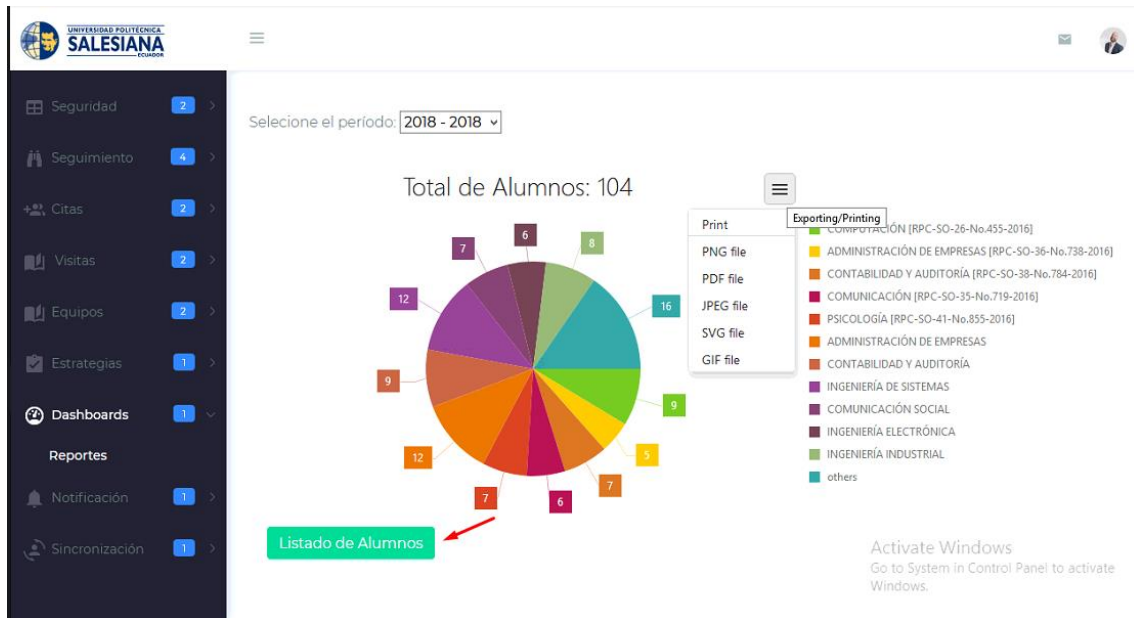 UNIVERSIDAD POLITÉCNICA
SALESIANA
ECUADOR
Seguridad 2
Seguimiento 4
Citas 2
Visitas 2
Equipos 2
Estrategias 1
Dashboards 1
Reportes
Notificación 1
Sincronización 1
Selecione el período: 2018 - 2018
Total de Alumnos: 104
Exporting/Printing
Print
PNG file
PDF file
JPEG file
SVG file
GIF file
6
8
7
12
16
9
9
5
12
7
7
6
COMPUTACIÓN [RPC-SO-26-No.455-2016]
ADMINISTRACIÓN DE EMPRESAS [RPC-SO-36-No.738-2016]
CONTABILIDAD Y AUDITORÍA [RPC-SO-38-No.784-2016]
COMUNICACIÓN [RPC-SO-35-No.719-2016]
PSICOLOGÍA [RPC-SO-41-No.855-2016]
ADMINISTRACIÓN DE EMPRESAS
CONTABILIDAD Y AUDITORÍA
INGENIERÍA DE SISTEMAS
COMUNICACIÓN SOCIAL
INGENIERÍA ELECTRÓNICA
INGENIERÍA INDUSTRIAL
others
Listado de Alumnos
Activate Windows
Go to System in Control Panel to activate
Windows.